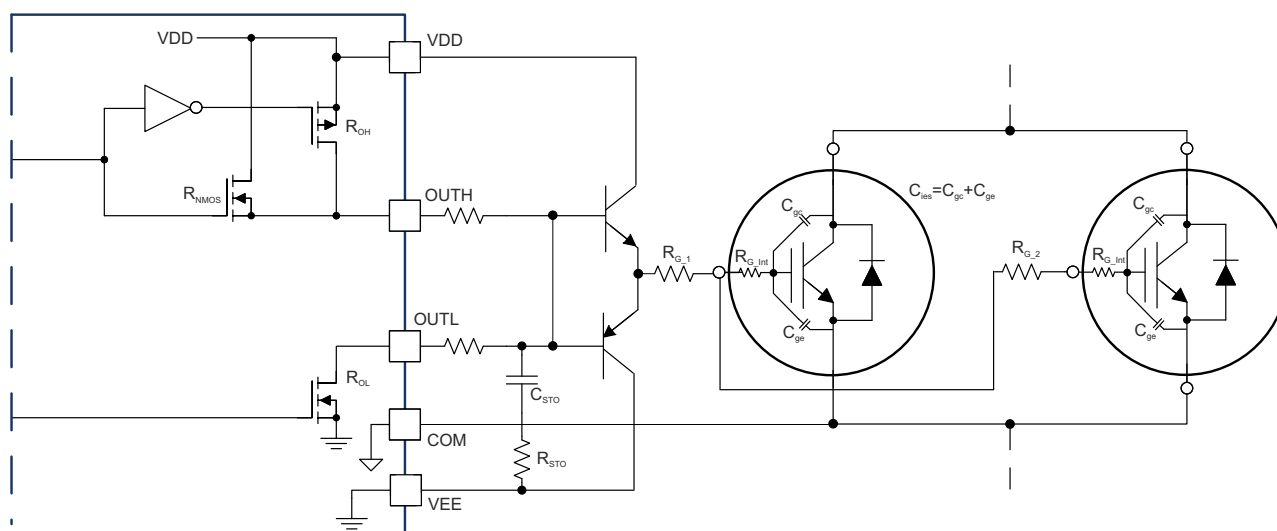 VDD
VDD
R_OH
R_NMOS
OUTH
C_ies=C_gc+C_ge
C_gc
C_gc
R_G_1
R_G_Int
R_G_2
R_G_Int
OUTL
C_ge
C_ge
R_OL
C_STO
COM
R_STO
VEE